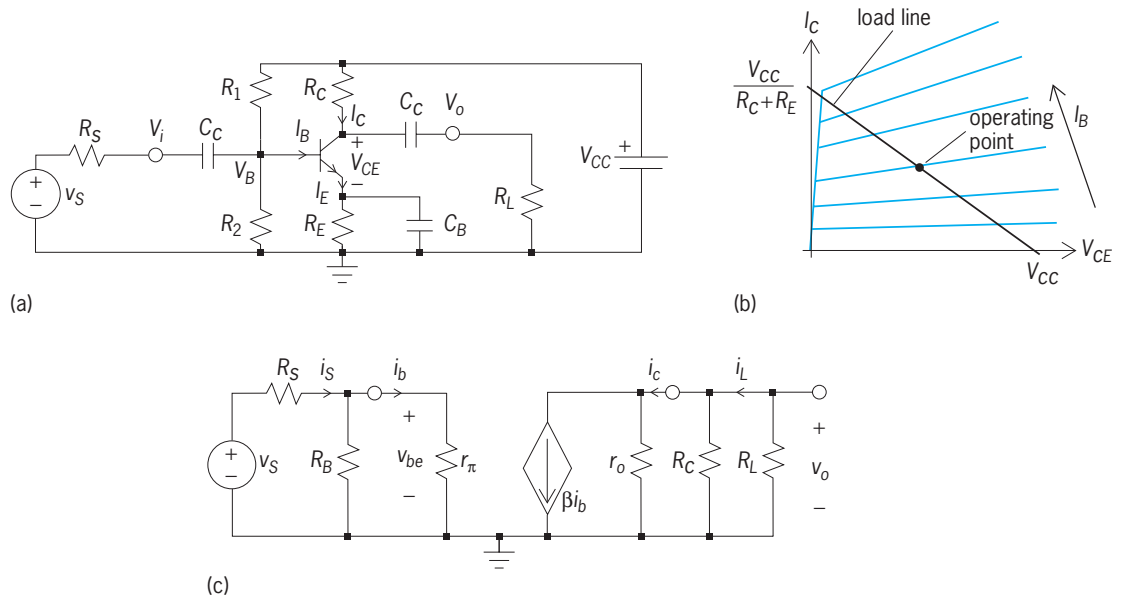 R1
RC
CC
Vo
IC
RS
Vi
CC
IB
VB
+
VCE
−
IE
VCC
+
+
−
vS
R2
RE
CB
RL
(a)
IC
load line
VCC
RC+RE
operating
point
IB
VCC
VCE
(b)
RS
iS
ib
ic
iL
+
−
vS
RB
+
vbe
−
rπ
βib
ro
RC
RL
+
vo
−
(c)